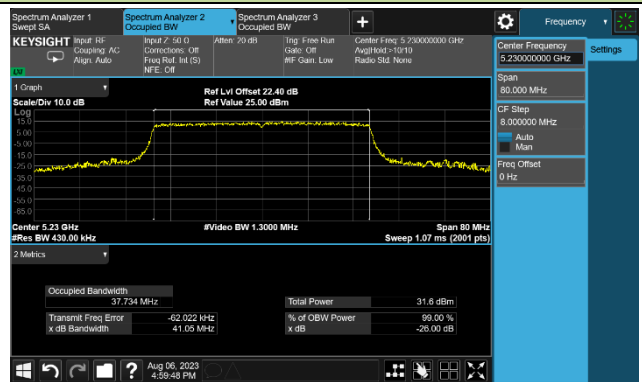 Spectrum Analyzer 1
Swept SA
Spectrum Analyzer 2
Occupied BW
Spectrum Analyzer 3
Occupied BW
Frequency
KEYSIGHT
Input: RF
Coupling: AC
Align: Auto
Input Z: 50 Ω
Corrections: Off
Freq Ref: Int (S)
NFE: Off
Atten: 20 dB
Trig: Free Run
Gate: Off
#IF Gain: Low
Center Freq: 5.230000000 GHz
Avg|Hold:>10/10
Radio Std: None
Center Frequency
5.230000000 GHz
Settings
Span
80.000 MHz
CF Step
8.000000 MHz
Auto
Man
Freq Offset
0 Hz
1 Graph
Scale/Div 10.0 dB
Ref Lvl Offset 22.40 dB
Ref Value 25.00 dBm
Log
15.0
5.00
-5.00
-15.0
-25.0
-35.0
-45.0
-55.0
-65.0
Center 5.23 GHz
#Res BW 430.00 kHz
#Video BW 1.3000 MHz
Span 80 MHz
Sweep 1.07 ms (2001 pts)
2 Metrics
Occupied Bandwidth
37.734 MHz
Total Power 31.6 dBm
Transmit Freq Error -62.022 kHz
% of OBW Power 99.00 %
x dB Bandwidth 41.05 MHz
x dB -26.00 dB
Aug 06, 2023
4:59:48 PM